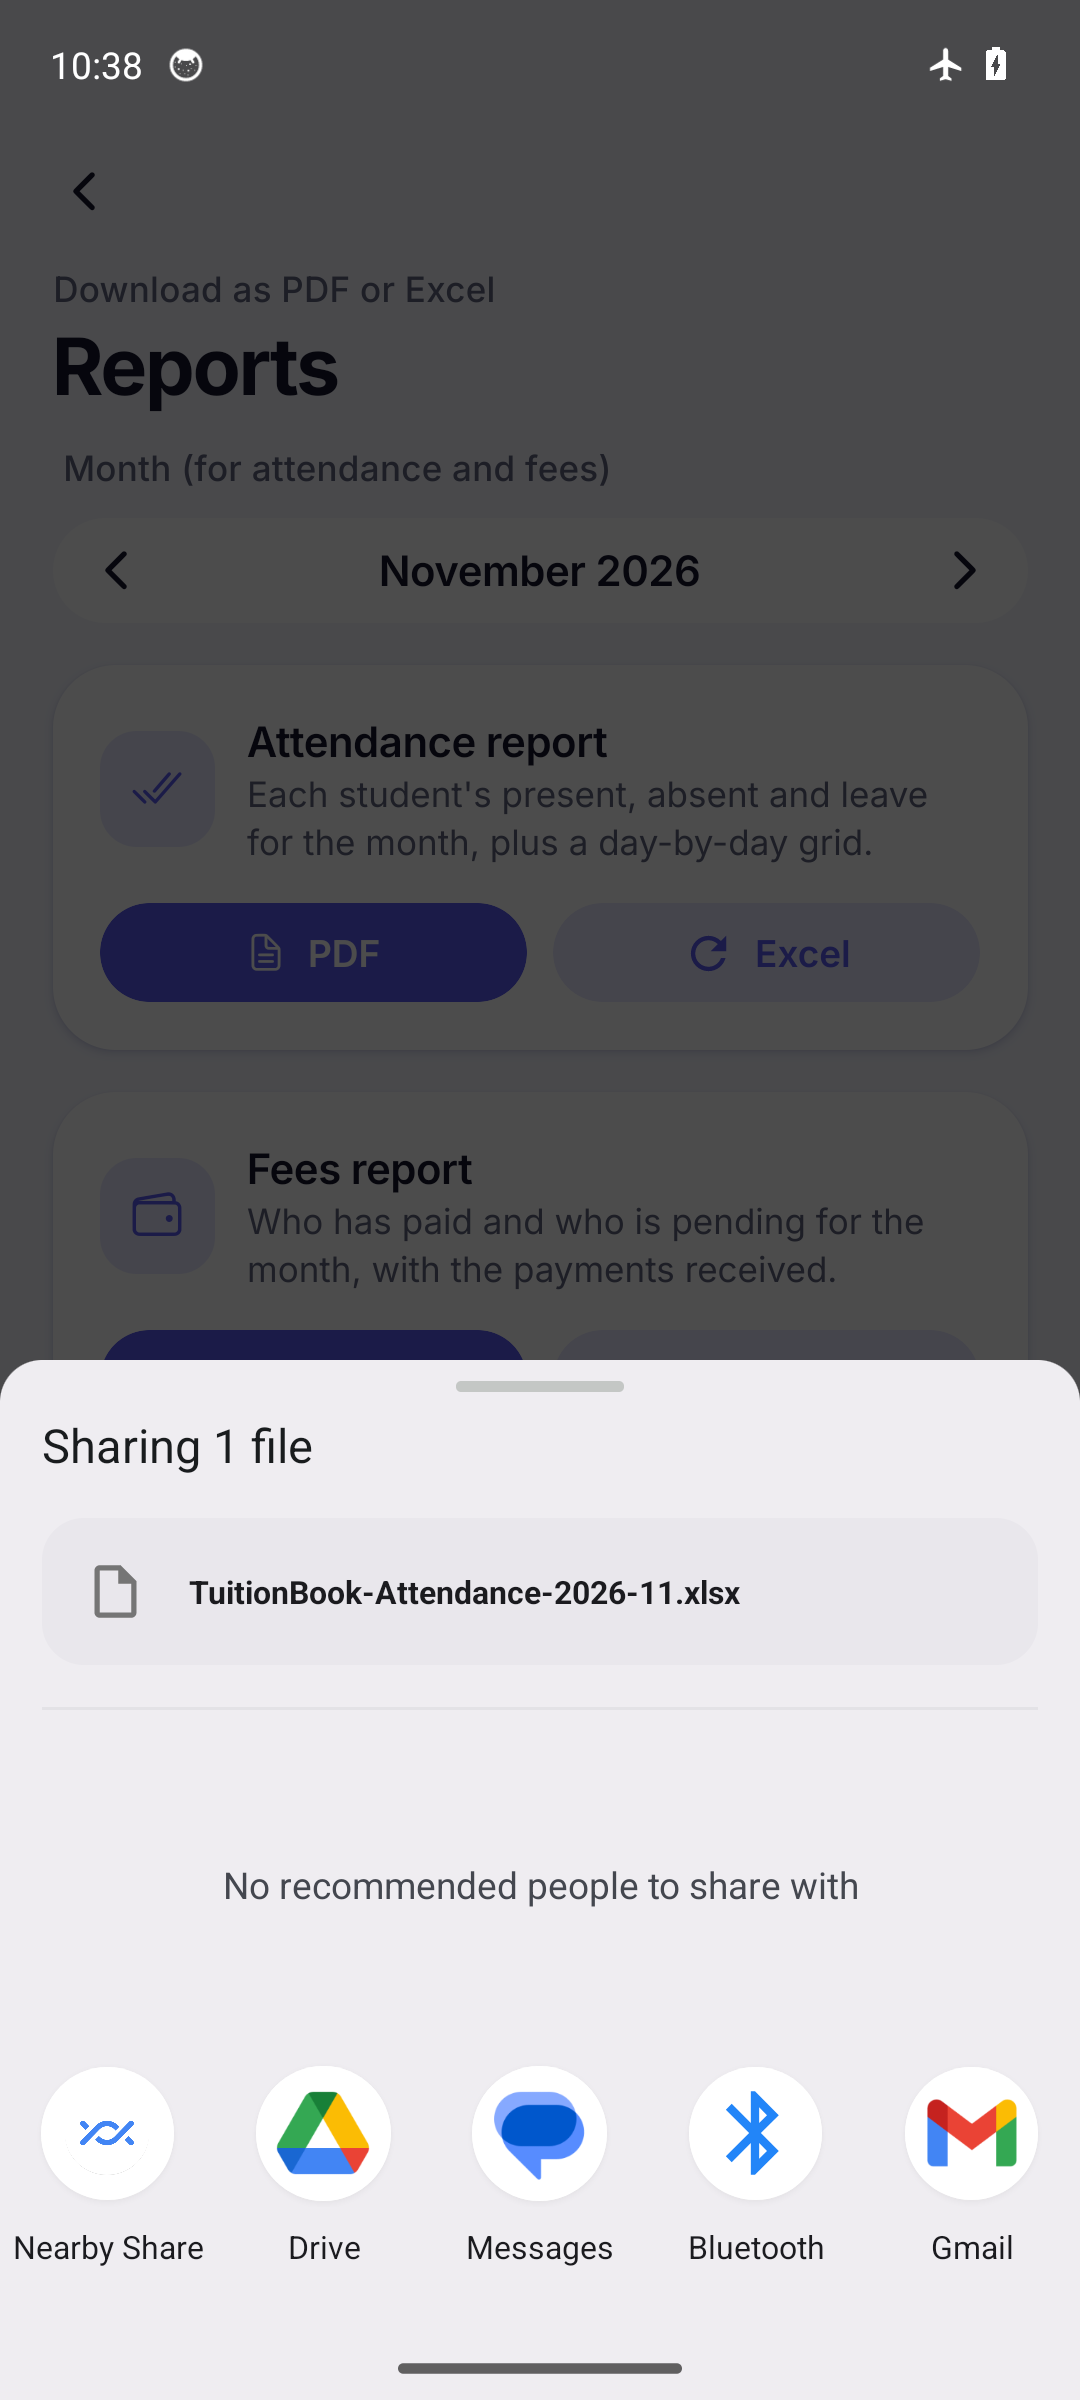 10:38
Download as PDF or Excel
Reports
Month (for attendance and fees)
November 2026
Attendance report
Each student's present, absent and leave
for the month, plus a day-by-day grid.
PDF
Excel
Fees report
Who has paid and who is pending for the
month, with the payments received.
Sharing 1 file
TuitionBook-Attendance-2026-11.xlsx
No recommended people to share with
Nearby Share
Drive
Messages
Bluetooth
Gmail